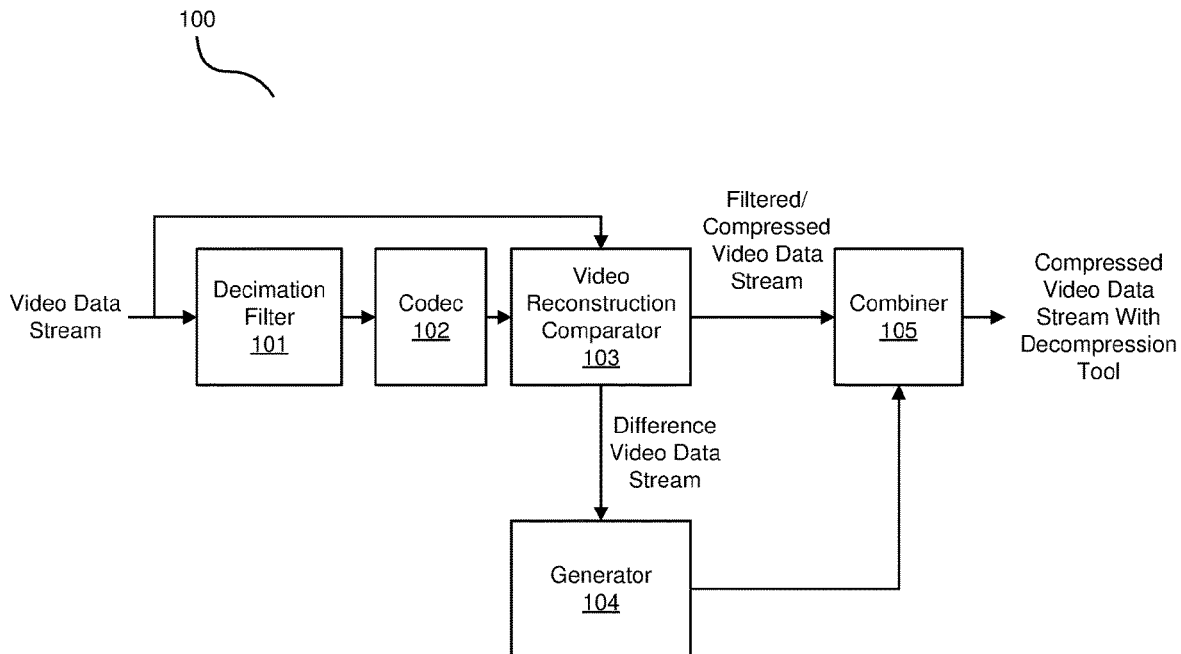 100
Video Data
Stream
Decimation
Filter
101
Codec
102
Video
Reconstruction
Comparator
103
Filtered/
Compressed
Video Data
Stream
Combiner
105
Compressed
Video Data
Stream With
Decompression
Tool
Difference
Video Data
Stream
Generator
104